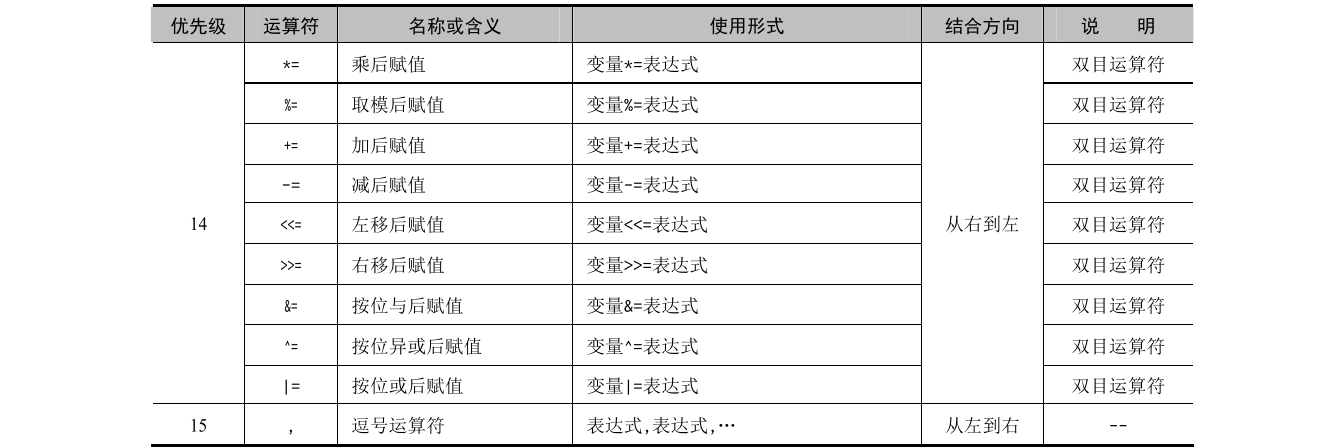 优先级 运算符 名称或含义 使用形式 结合方向 说 明
*= 乘后赋值 变量*=表达式 双目运算符
%= 取模后赋值 变量%=表达式 双目运算符
+= 加后赋值 变量+=表达式 双目运算符
-= 减后赋值 变量-=表达式 双目运算符
14 <<= 左移后赋值 变量<<=表达式 从右到左 双目运算符
>>= 右移后赋值 变量>>=表达式 双目运算符
&= 按位与后赋值 变量&=表达式 双目运算符
^= 按位异或后赋值 变量^=表达式 双目运算符
|= 按位或后赋值 变量|=表达式 双目运算符
15 , 逗号运算符 表达式,表达式,… 从左到右 --